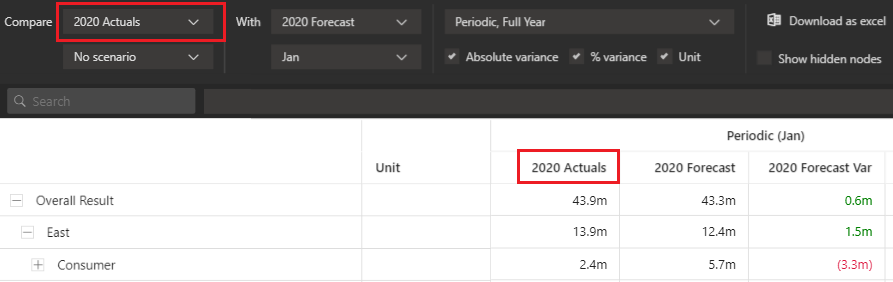 Compare 2020 Actuals With 2020 Forecast Periodic, Full Year Download as excel
No scenario Jan Absolute variance % variance Unit Show hidden nodes
Search
Periodic (Jan)
Unit 2020 Actuals 2020 Forecast 2020 Forecast Var
Overall Result 43.9m 43.3m 0.6m
East 13.9m 12.4m 1.5m
Consumer 2.4m 5.7m (3.3m)